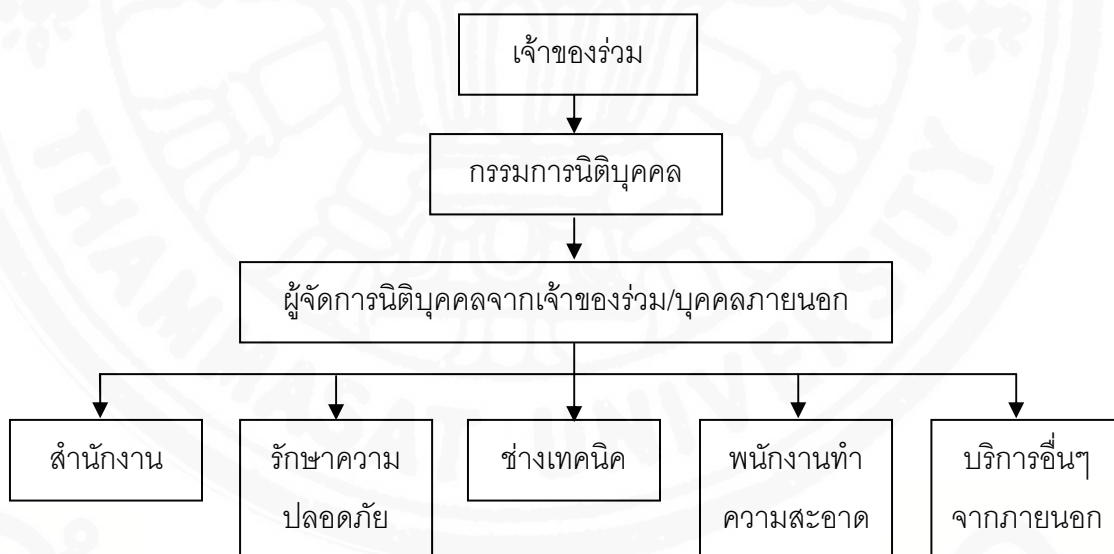 เจ้าของร่วม
กรรมการนิติบุคคล
ผู้จัดการนิติบุคคลจากเจ้าของร่วม/บุคคลภายนอก
สำนักงาน
รักษาความ
ปลอดภัย
ช่างเทคนิค
พนักงานทำ
ความสะอาด
บริการอื่นๆ
จากภายนอก
THAMMASAT UNIVERSITY